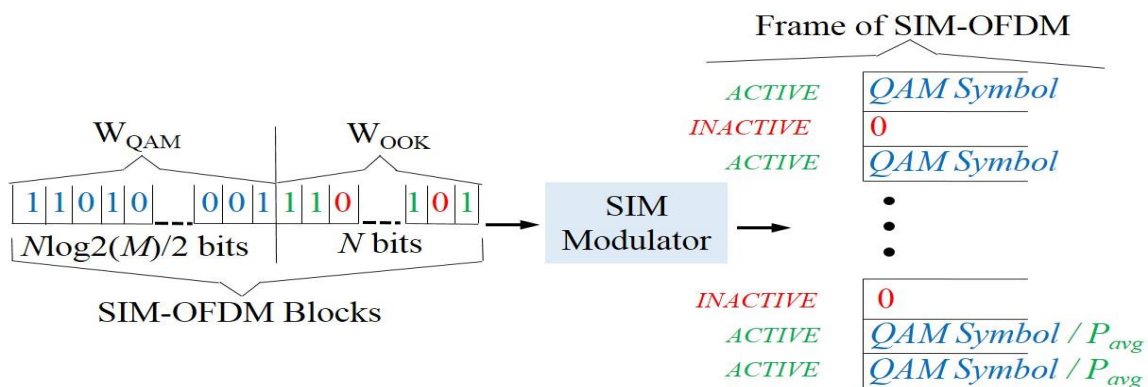 Frame of SIM-OFDM
ACTIVE QAM Symbol
INACTIVE 0
ACTIVE QAM Symbol
W_QAM W_OOK
1 1 0 1 0 0 0 1 1 1 0 1 0 1
Nlog2(M)/2 bits N bits
SIM-OFDM Blocks
SIM
Modulator
INACTIVE 0
ACTIVE QAM Symbol / P_avg
ACTIVE QAM Symbol / P_avg